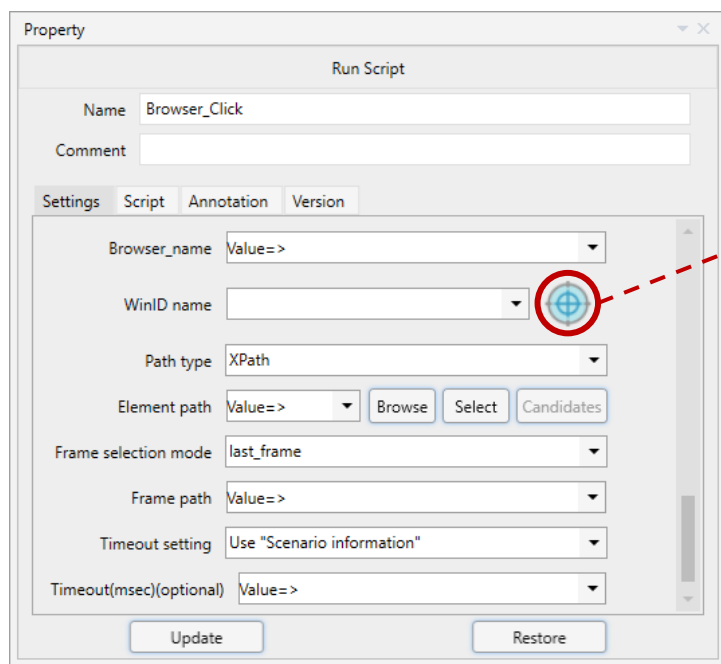 Property
Run Script
Name Browser_Click
Comment
Settings Script Annotation Version
Browser_name Value=>
WinID name
Path type XPath
Element path Value=> Browse Select Candidates
Frame selection mode last_frame
Frame path Value=>
Timeout setting Use "Scenario information"
Timeout(msec)(optional) Value=>
Update Restore